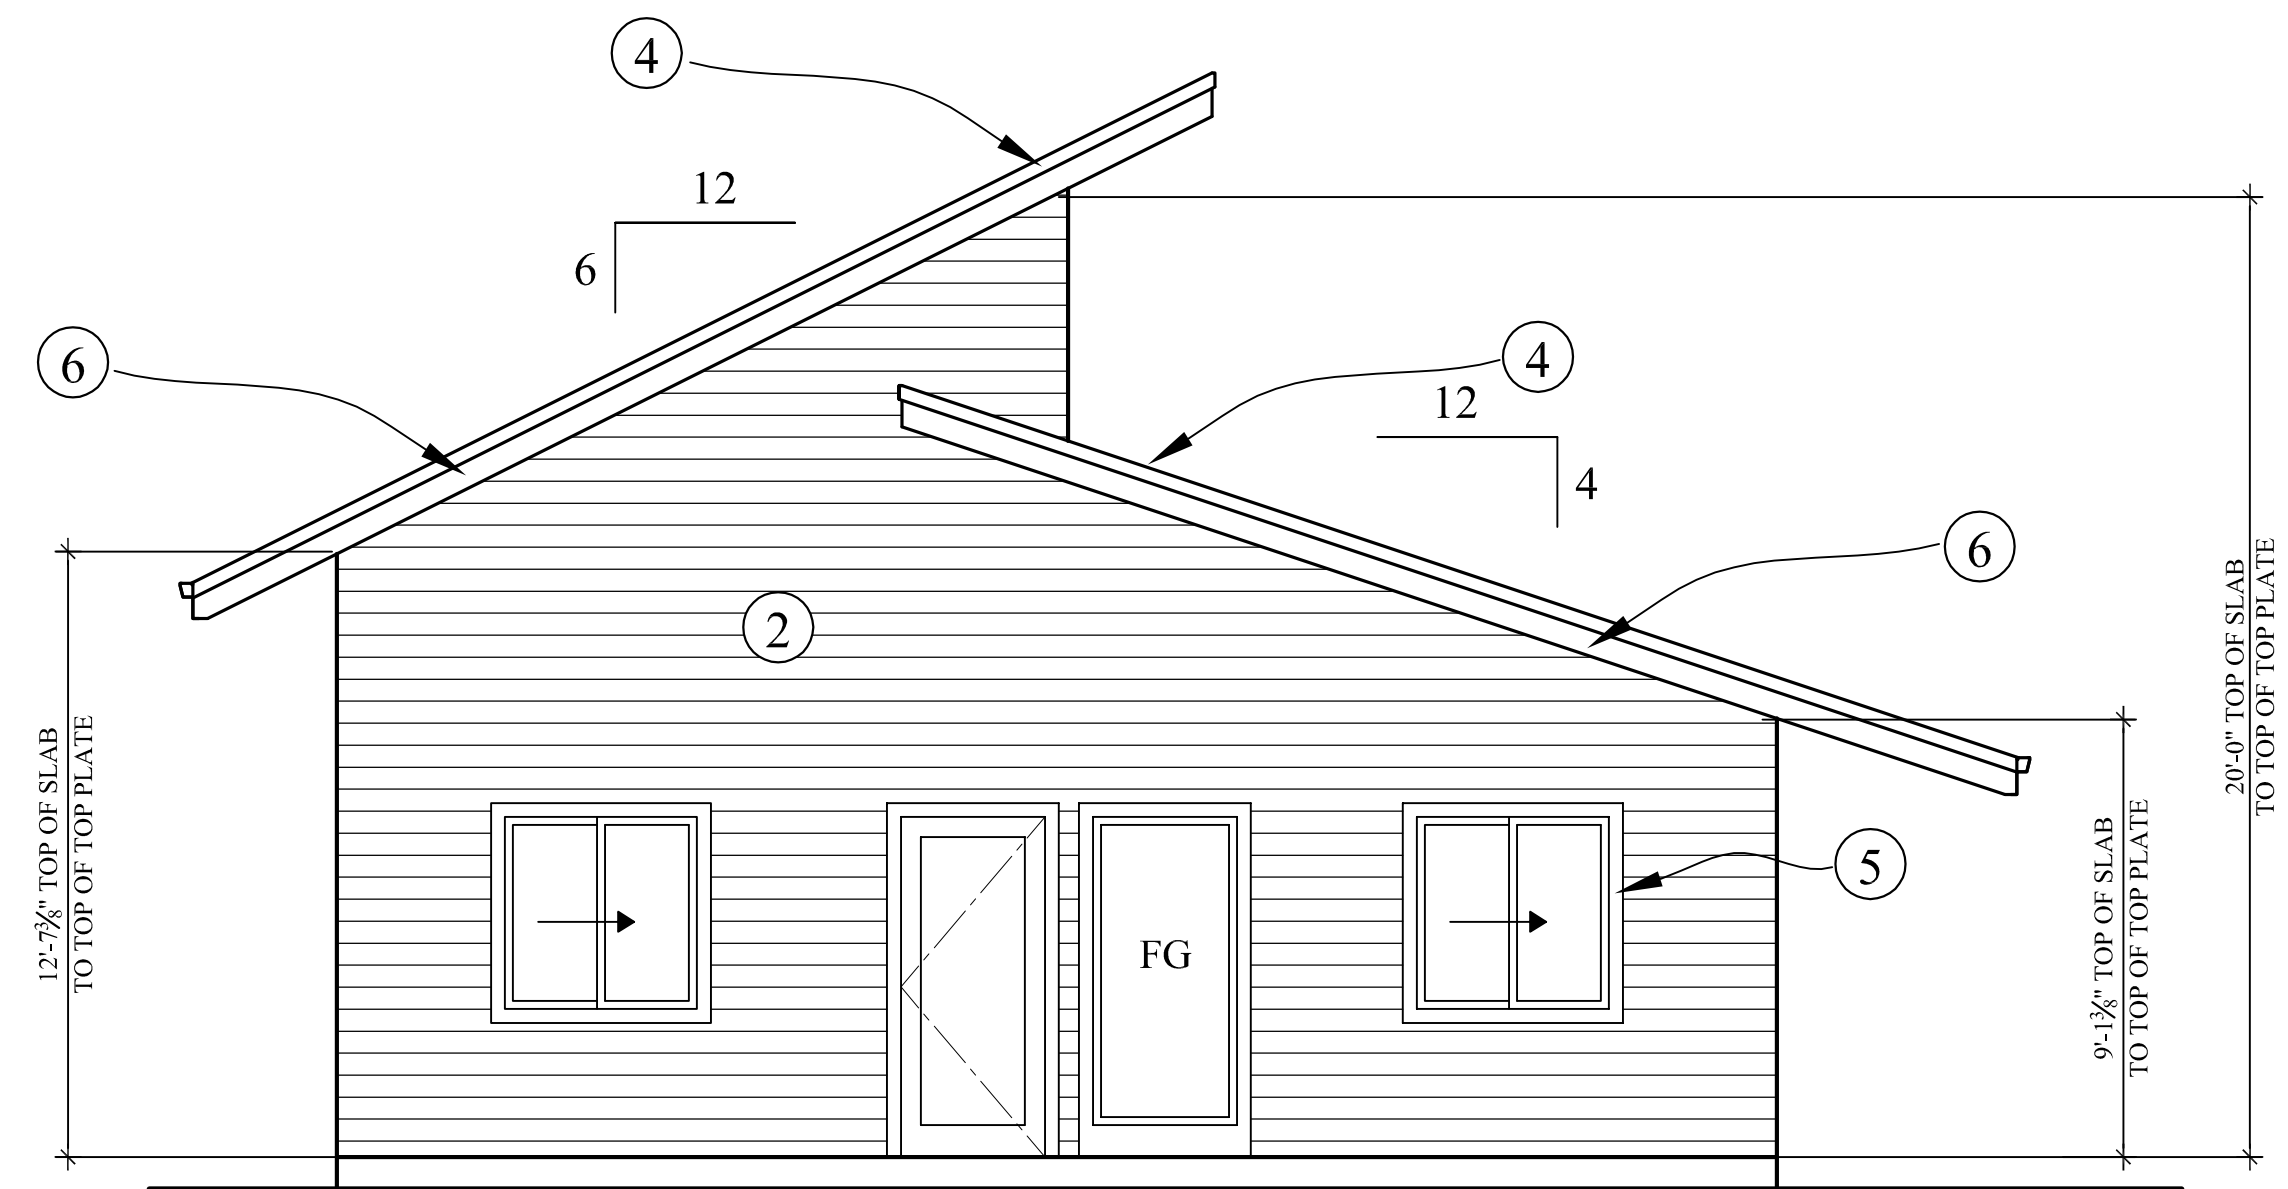 4
12
6
6
4
12
4
6
2
5
FG
12'-7⅜" TOP OF SLAB
TO TOP OF TOP PLATE
9'-1⅜" TOP OF SLAB
TO TOP OF TOP PLATE
20'-0" TOP OF SLAB
TO TOP OF TOP PLATE